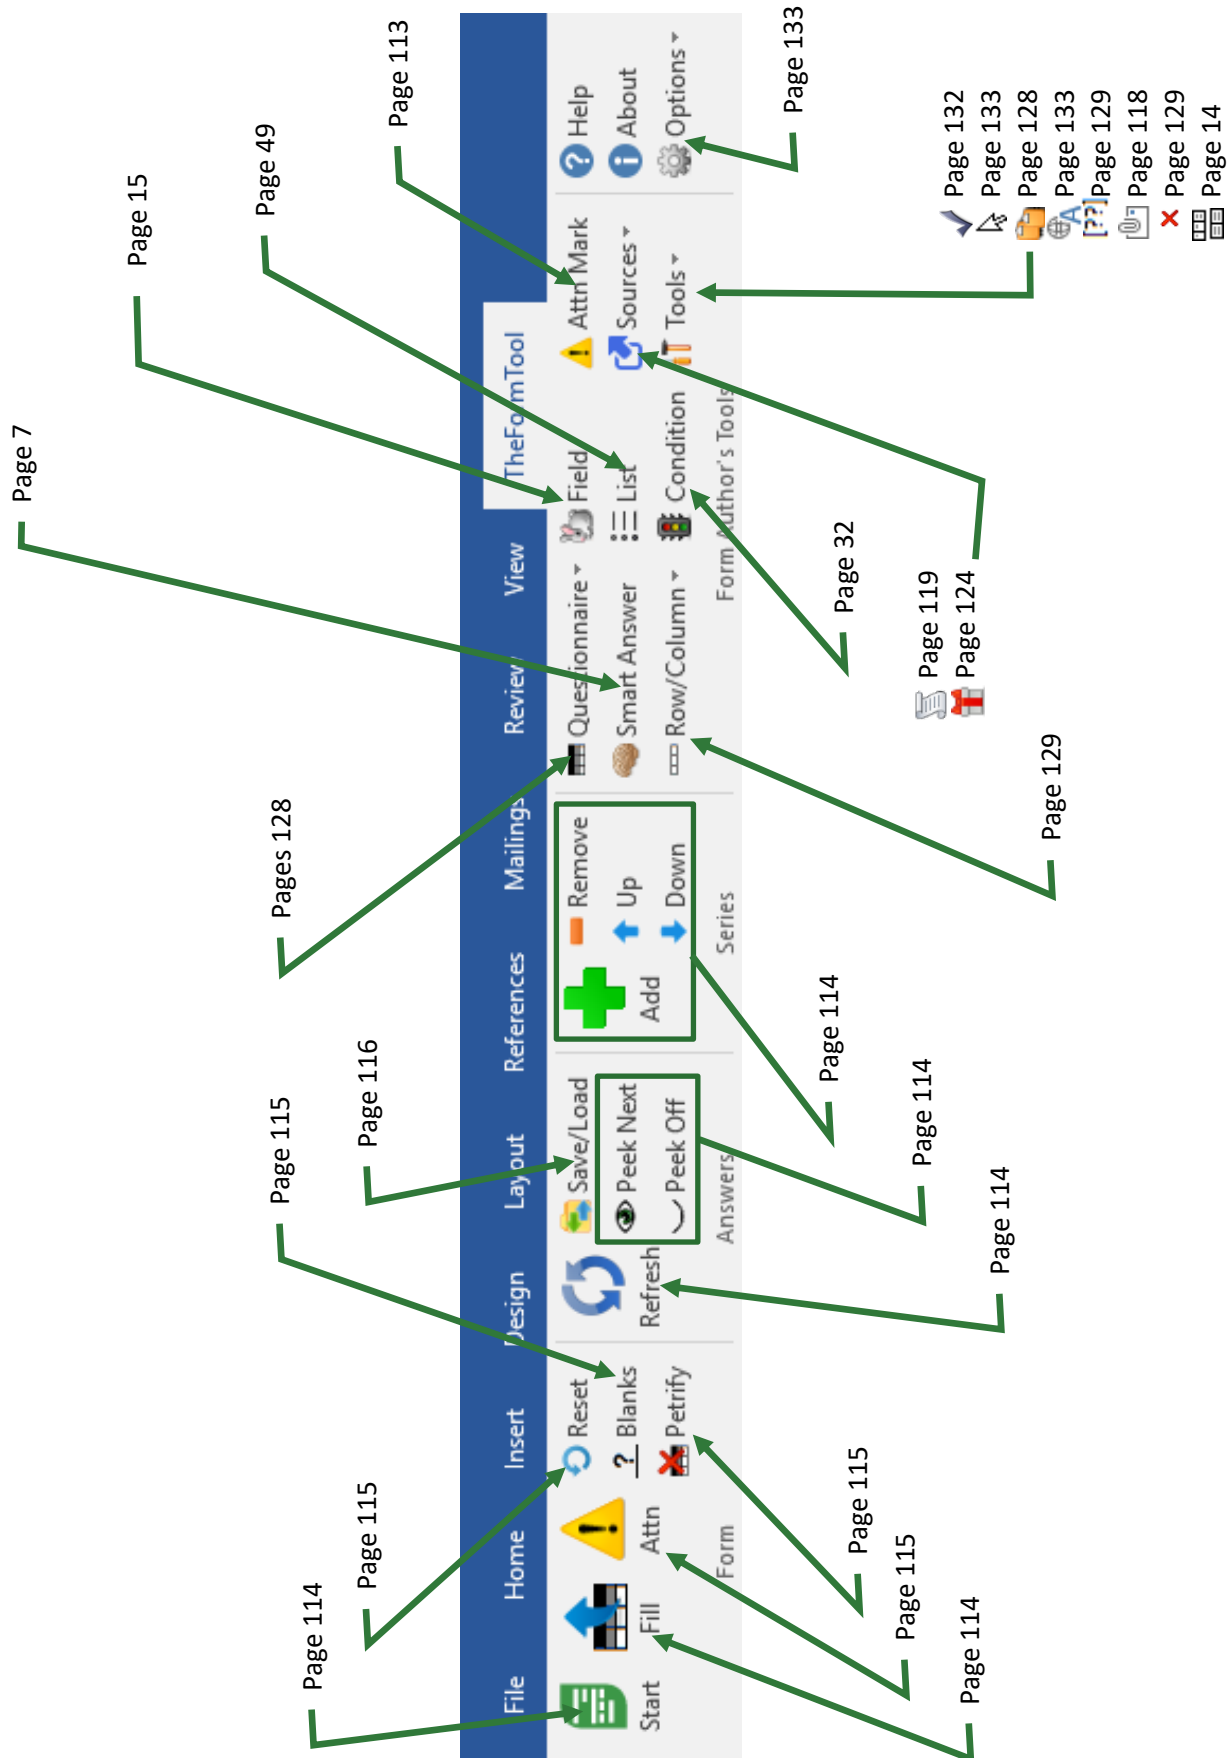 Page 7
Page 15
Page 49
Page 113
Pages 128
Page 116
Page 115
Page 115
Page 114
File
Home
Insert
Design
Layout
References
Mailings
Review
View
TheFormTool
Start
Fill
Attn
Reset
? Blanks
Petrify
Form
Refresh
Save/Load
Peek Next
Peek Off
Answers
Add
Remove
Up
Down
Series
Questionnaire
Smart Answer
Row/Column
Field
List
Condition
Attn Mark
Sources
Tools
Form Author's Tools
? Help
i About
Options
Page 114
Page 115
Page 115
Page 114
Page 114
Page 114
Page 129
Page 32
Page 119
Page 124
Page 133
Page 132
Page 133
Page 128
A Page 133
[??] Page 129
Page 118
Page 129
Page 14